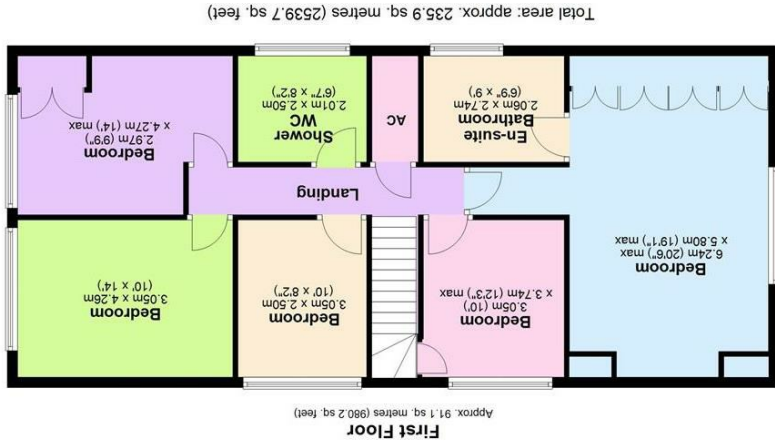 First Floor
Approx. 91.1 sq. metres (980.2 sq. feet)
Bedroom
3.05m (10')
x 3.74m (12'3") max
Bedroom
3.05m x 2.50m
(10' x 8'2")
Bedroom
3.05m x 4.26m
(10' x 14')
Bedroom
6.24m (20'6") max
x 5.80m (19'1") max
Landing
En-suite
Bathroom
2.06m x 2.74m
(6'9" x 9')
AC
Shower
WC
2.01m x 2.50m
(6'7" x 8'2")
Bedroom
2.97m (9'9")
x 4.27m (14') max
Total area: approx. 235.9 sq. metres (2539.7 sq. feet)